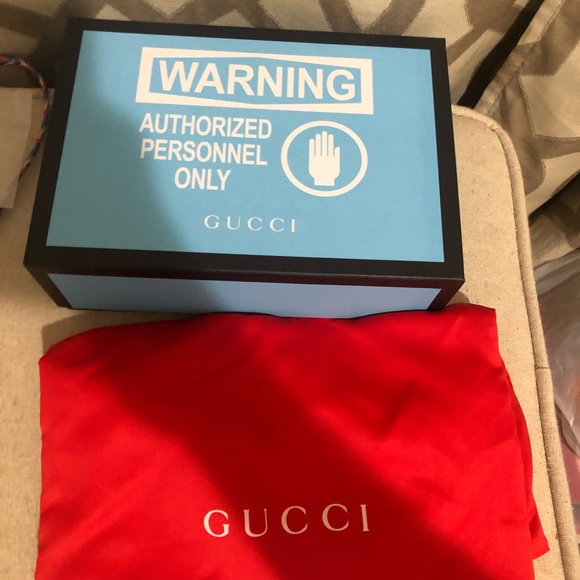 WARNING
AUTHORIZED
PERSONNEL
ONLY
GUCCI
GUCCI